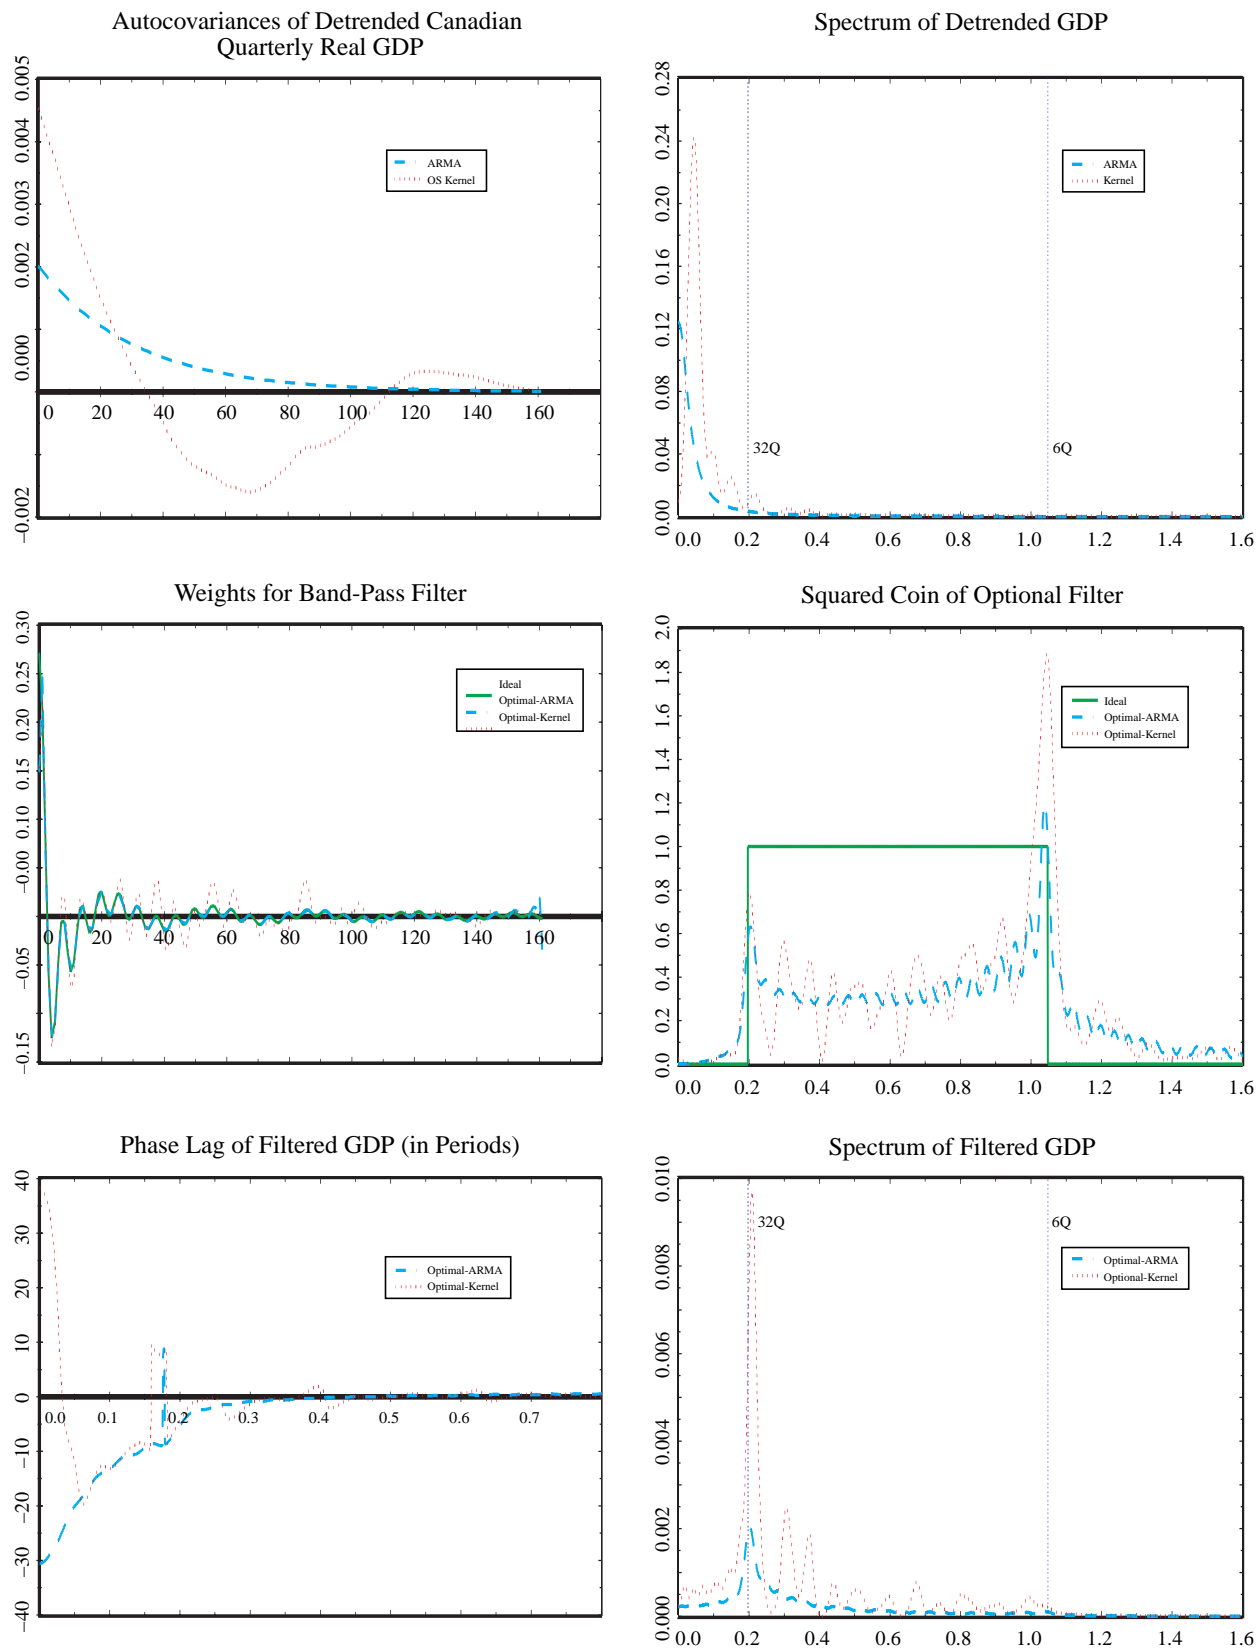 Autocovariances of Detrended Canadian
Quarterly Real GDP
0.005
0.004
0.003
0.002
0.000
−0.002
0 20 40 60 80 100 120 140 160
ARMA
OS Kernel
Spectrum of Detrended GDP
0.28
0.24
0.20
0.16
0.12
0.08
0.04
0.00
0.0 0.2 0.4 0.6 0.8 1.0 1.2 1.4 1.6
ARMA
Kernel
32Q
6Q
Weights for Band-Pass Filter
0.30
0.25
0.20
0.15
0.10
−0.00
−0.05
−0.15
0 20 40 60 80 100 120 140 160
Ideal
Optimal-ARMA
Optimal-Kernel
Squared Coin of Optional Filter
2.0
1.8
1.6
1.4
1.2
1.0
0.8
0.6
0.4
0.2
0.0
0.0 0.2 0.4 0.6 0.8 1.0 1.2 1.4 1.6
Ideal
Optimal-ARMA
Optimal-Kernel
Phase Lag of Filtered GDP (in Periods)
40
30
20
10
0
−10
−20
−30
−40
0.0 0.1 0.2 0.3 0.4 0.5 0.6 0.7
Optimal-ARMA
Optimal-Kernel
Spectrum of Filtered GDP
0.010
0.008
0.006
0.004
0.002
0.000
0.0 0.2 0.4 0.6 0.8 1.0 1.2 1.4 1.6
32Q
6Q
Optimal-ARMA
Optional-Kernel